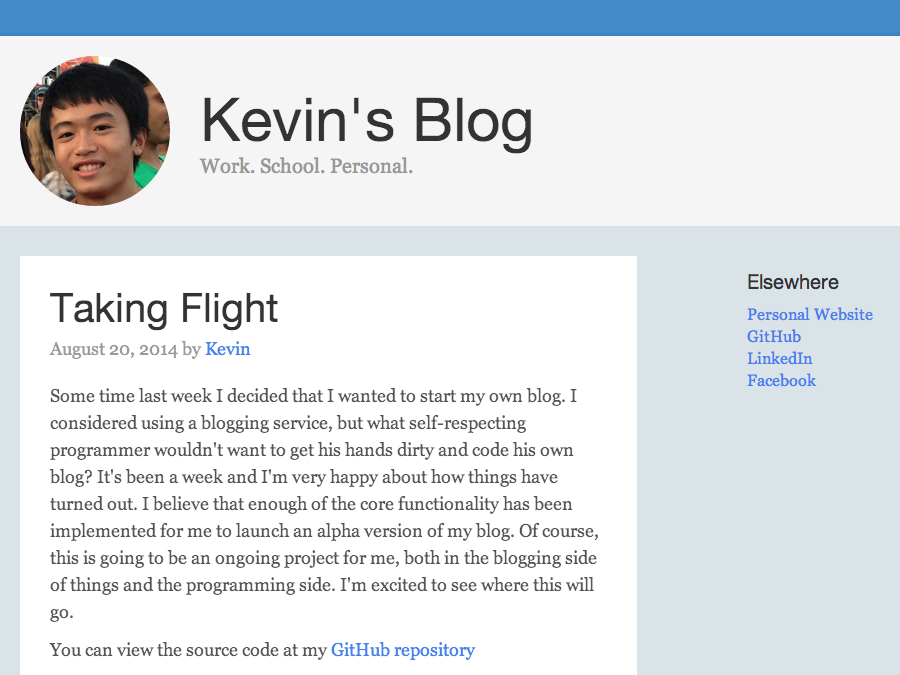 Kevin's Blog
Work. School. Personal.
Taking Flight
August 20, 2014 by Kevin
Some time last week I decided that I wanted to start my own blog. I
considered using a blogging service, but what self-respecting
programmer wouldn't want to get his hands dirty and code his own
blog? It's been a week and I'm very happy about how things have
turned out. I believe that enough of the core functionality has been
implemented for me to launch an alpha version of my blog. Of course,
this is going to be an ongoing project for me, both in the blogging side
of things and the programming side. I'm excited to see where this will
go.
You can view the source code at my GitHub repository
Elsewhere
Personal Website
GitHub
LinkedIn
Facebook